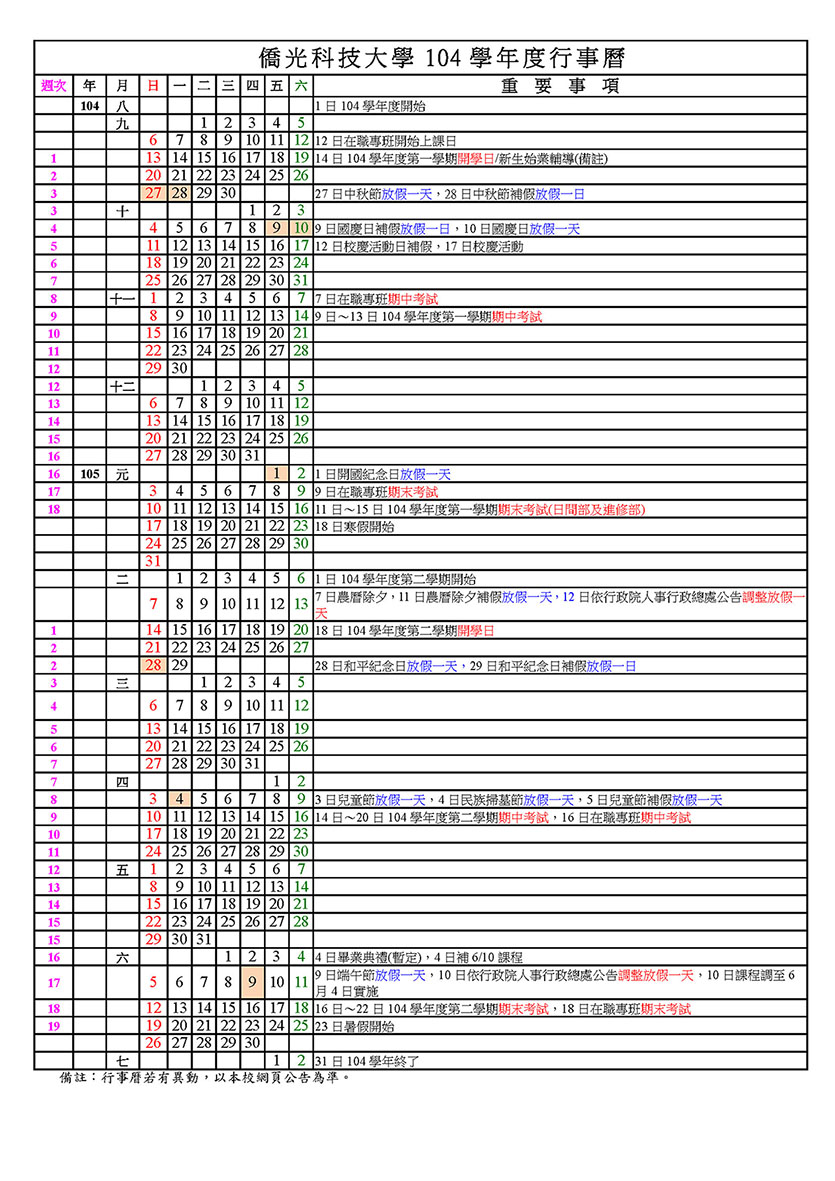 僑光科技大學 104 學年度行事曆
週次 年 月 日 一 二 三 四 五 六 重 要 事 項
104 八 1 日 104 學年度開始
九 1 2 3 4 5
6 7 8 9 10 11 12 12 日在職專班開始上課日
1 13 14 15 16 17 18 19 14 日 104 學年度第一學期開學日/新生始業輔導(備註)
2 20 21 22 23 24 25 26
3 27 28 29 30 27 日中秋節放假一天，28 日中秋節補假放假一日
3 十 1 2 3
4 4 5 6 7 8 9 10 9 日國慶日補假放假一日，10 日國慶日放假一天
5 11 12 13 14 15 16 17 12 日校慶活動日補假，17 日校慶活動
6 18 19 20 21 22 23 24
7 25 26 27 28 29 30 31
8 十一 1 2 3 4 5 6 7 7 日在職專班期中考試
9 8 9 10 11 12 13 14 9 日～13 日 104 學年度第一學期期中考試
10 15 16 17 18 19 20 21
11 22 23 24 25 26 27 28
12 29 30
12 十二 1 2 3 4 5
13 6 7 8 9 10 11 12
14 13 14 15 16 17 18 19
15 20 21 22 23 24 25 26
16 27 28 29 30 31
16 105 元 1 2 1 日開國紀念日放假一天
17 3 4 5 6 7 8 9 9 日在職專班期末考試
18 10 11 12 13 14 15 16 11 日～15 日 104 學年度第一學期期末考試(日間部及進修部)
17 18 19 20 21 22 23 18 日寒假開始
24 25 26 27 28 29 30
31
二 1 2 3 4 5 6 1 日 104 學年度第二學期開始
7 8 9 10 11 12 13 7 日農曆除夕，11 日農曆除夕補假放假一天，12 日依行政院人事行政總處公告調整放假一
天
1 14 15 16 17 18 19 20 18 日 104 學年度第二學期開學日
2 21 22 23 24 25 26 27
2 28 29 28 日和平紀念日放假一天，29 日和平紀念日補假放假一日
3 三 1 2 3 4 5
4 6 7 8 9 10 11 12
5 13 14 15 16 17 18 19
6 20 21 22 23 24 25 26
7 27 28 29 30 31
7 四 1 2
8 3 4 5 6 7 8 9 3 日兒童節放假一天，4 日民族掃墓節放假一天，5 日兒童節補假放假一天
9 10 11 12 13 14 15 16 14 日～20 日 104 學年度第二學期期中考試，16 日在職專班期中考試
10 17 18 19 20 21 22 23
11 24 25 26 27 28 29 30
12 五 1 2 3 4 5 6 7
13 8 9 10 11 12 13 14
14 15 16 17 18 19 20 21
15 22 23 24 25 26 27 28
15 29 30 31
16 六 1 2 3 4 4 日畢業典禮(暫定)，4 日補 6/10 課程
17 5 6 7 8 9 10 11 9 日端午節放假一天，10 日依行政院人事行政總處公告調整放假一天，10 日課程調至 6
月 4 日實施
18 12 13 14 15 16 17 18 16 日～22 日 104 學年度第二學期期末考試，18 日在職專班期末考試
19 19 20 21 22 23 24 25 23 日暑假開始
26 27 28 29 30
七 1 2 31 日 104 學年終了
備註：行事曆若有異動，以本校網頁公告為準。